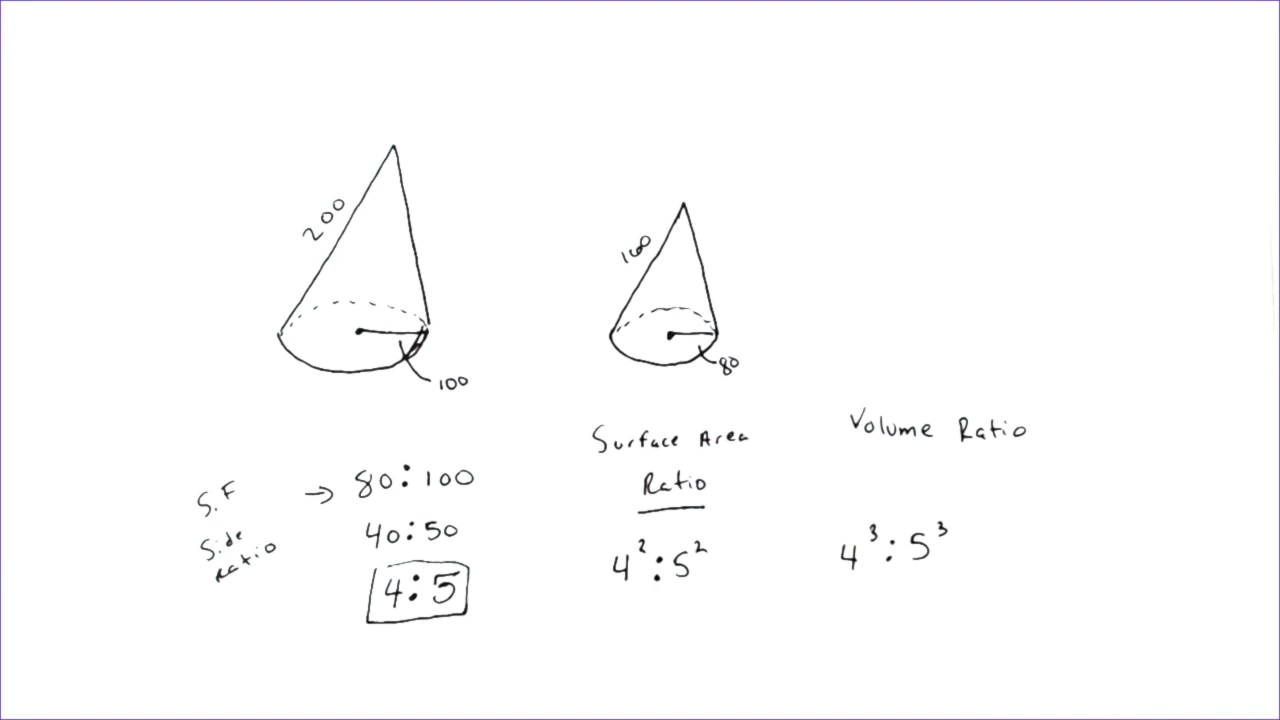 200
160
100
80
Surface Area
Ratio
Volume Ratio
S.F → 80:100
Side
Ratio
40:50
4:5
4²:5²
4³:5³